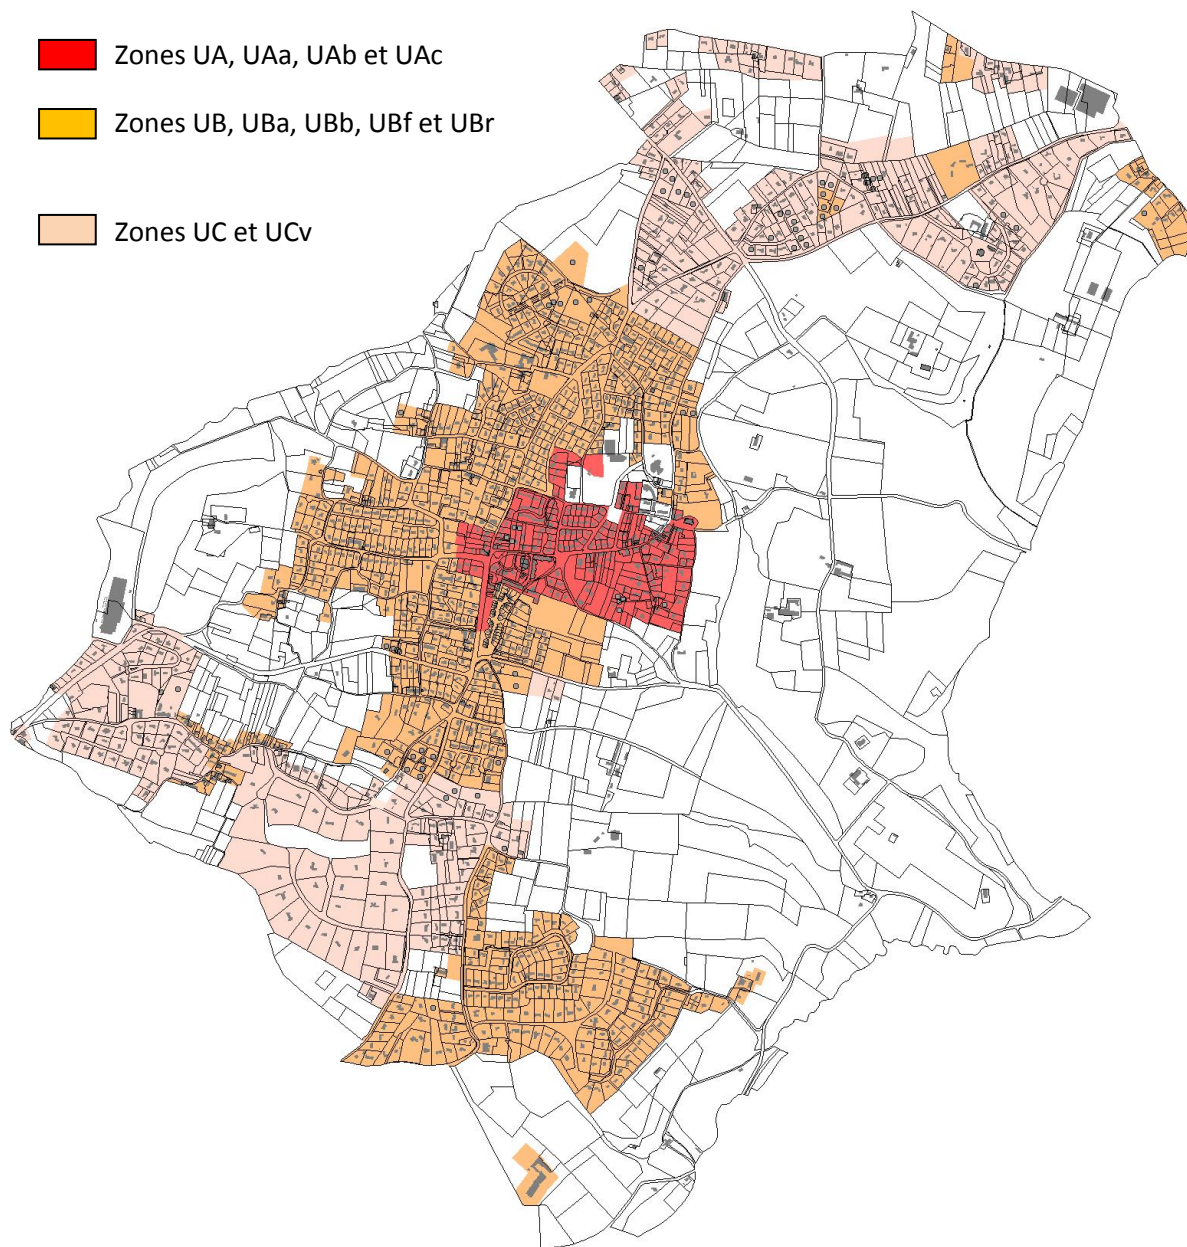 Zones UA, UAa, UAb et UAc
Zones UB, UBa, UBb, UBf et UBr
Zones UC et UCv